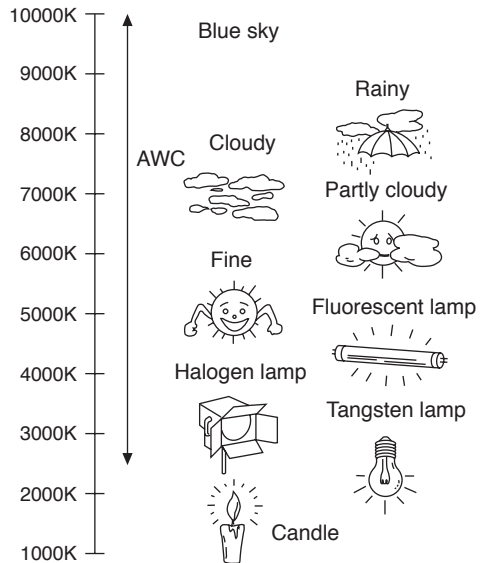 10000K
Blue sky
9000K
Rainy
8000K
Cloudy
AWC
7000K
Partly cloudy
6000K
Fine
5000K
Fluorescent lamp
4000K
Halogen lamp
Tangsten lamp
3000K
2000K
Candle
1000K